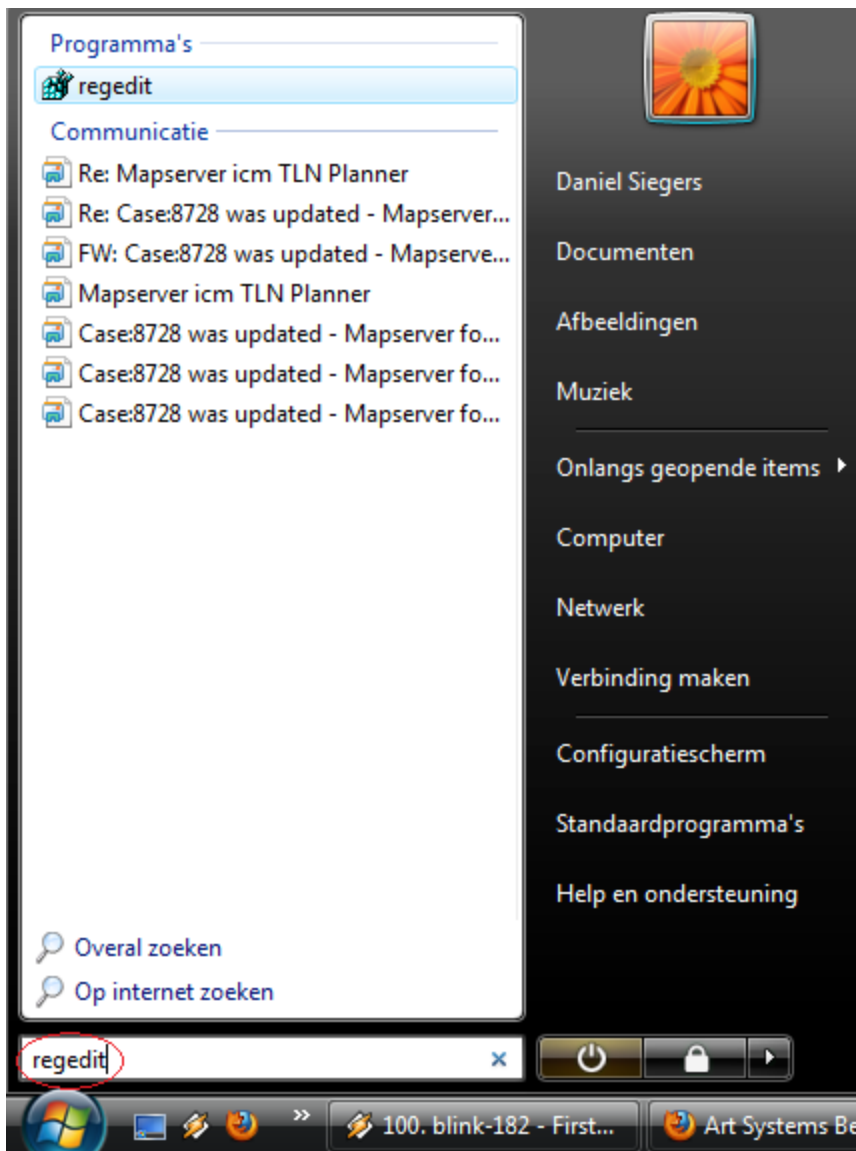 Programma's
regedit
Communicatie
Re: Mapserver icm TLN Planner
Re: Case:8728 was updated - Mapserver...
FW: Case:8728 was updated - Mapserve...
Mapserver icm TLN Planner
Case:8728 was updated - Mapserver fo...
Case:8728 was updated - Mapserver fo...
Case:8728 was updated - Mapserver fo...
Overal zoeken
Op internet zoeken
regedit
Daniel Siegers
Documenten
Afbeeldingen
Muziek
Onlangs geopende items
Computer
Netwerk
Verbinding maken
Configuratiescherm
Standaardprogramma's
Help en ondersteuning
100. blink-182 - First...
Art Systems Be